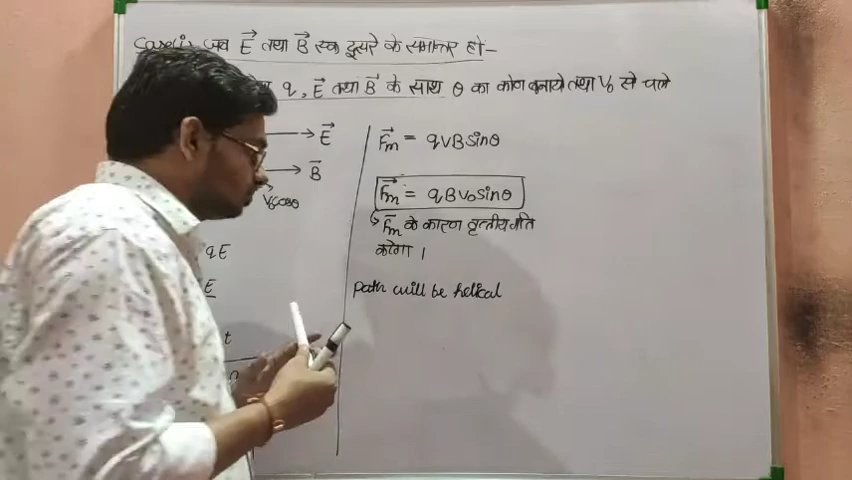 Case(i): जब E⃗ तथा B⃗ एक दूसरे के समान्तर हो-
q, E⃗ तथा B⃗ के साथ θ का कोण बनाये तथा V₀ से चले
E⃗
B⃗
V₀cosθ
qE
E
t
F⃗m = qVBsinθ
F⃗m = qBV₀sinθ
F⃗m के कारण वृत्तीय गति
करेगा ।
path will be helical